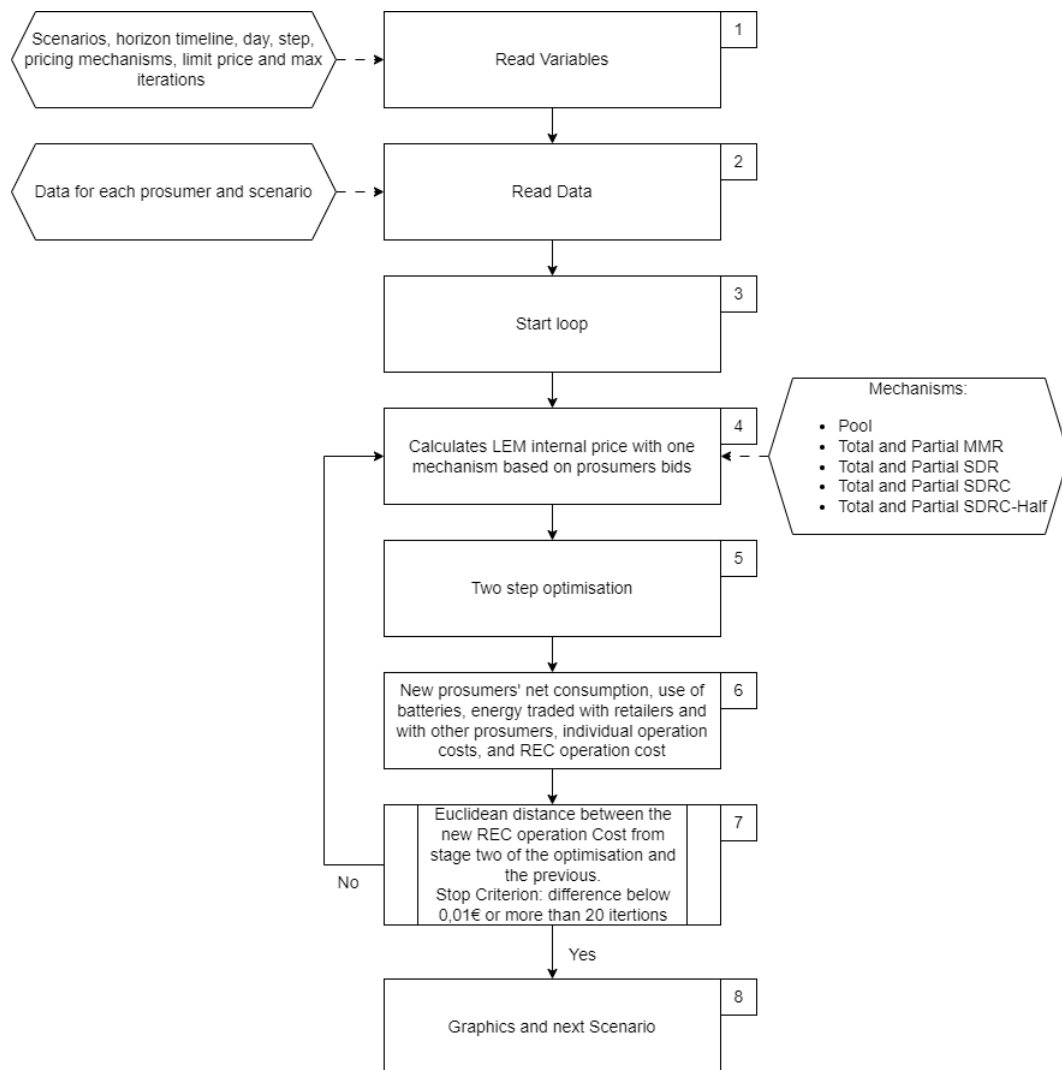 1
Scenarios, horizon timeline, day, step,
pricing mechanisms, limit price and max
iterations
Read Variables
2
Data for each prosumer and scenario
Read Data
3
Start loop
Mechanisms:
• Pool
• Total and Partial MMR
• Total and Partial SDR
• Total and Partial SDRC
• Total and Partial SDRC-Half
4
Calculates LEM internal price with one
mechanism based on prosumers bids
5
Two step optimisation
6
New prosumers' net consumption, use of
batteries, energy traded with retailers and
with other prosumers, individual operation
costs, and REC operation cost
7
Euclidean distance between the
new REC operation Cost from
stage two of the optimisation and
the previous.
Stop Criterion: difference below
0,01€ or more than 20 itertions
No
Yes
8
Graphics and next Scenario